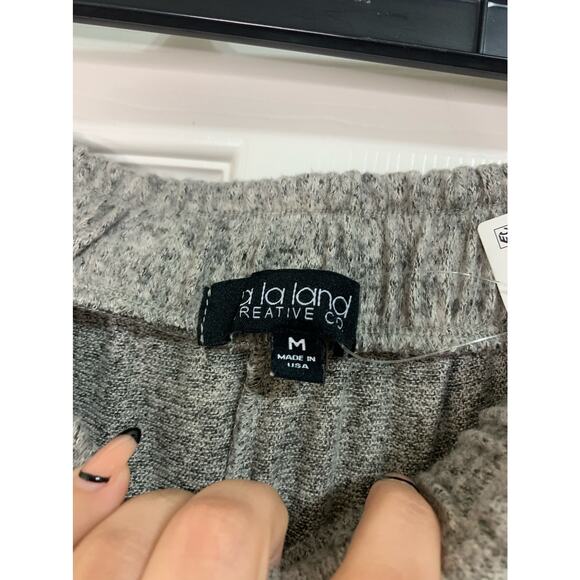 a la land
REATIVE CO
M
MADE IN
USA